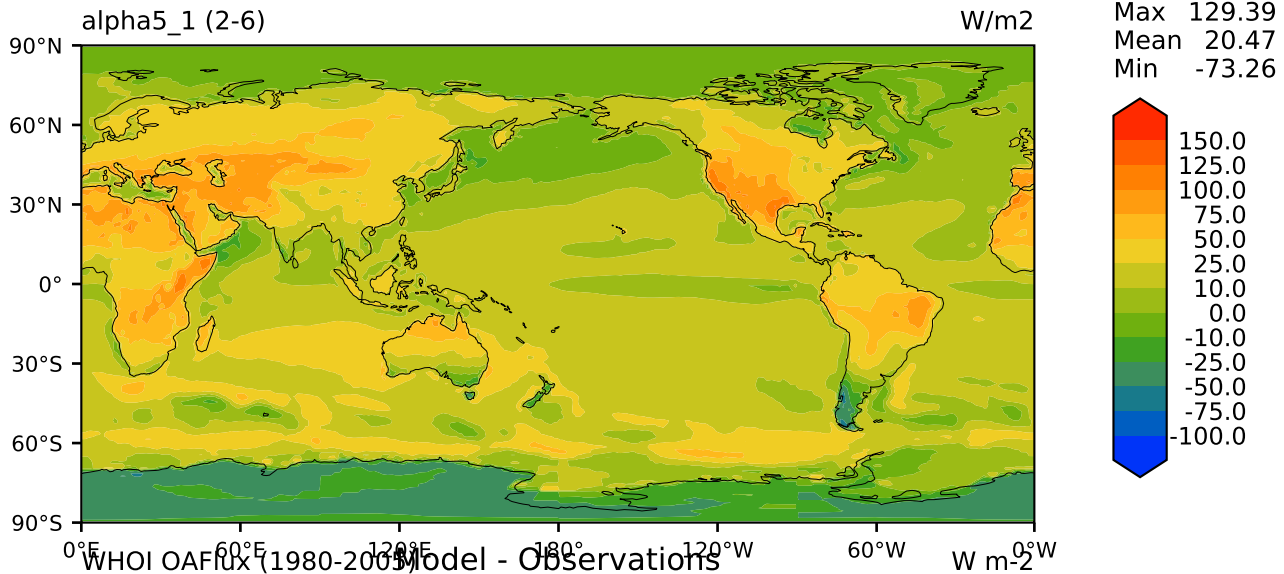 alpha5_1 (2-6) W/m2
Max 129.39
Mean 20.47
Min -73.26
90°N
60°N
30°N
0°
30°S
60°S
90°S
0°E 60°E 120°E 180° 120°W 60°W 0°W
150.0
125.0
100.0
75.0
50.0
25.0
10.0
0.0
-10.0
-25.0
-50.0
-75.0
-100.0
WHOI OAFlux (1980-2005) Model - Observations W m-2